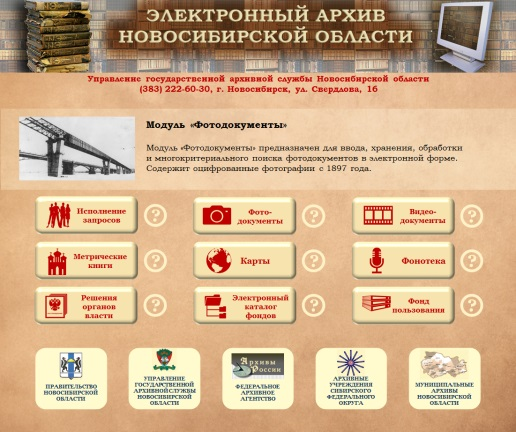 ЭЛЕКТРОННЫЙ АРХИВ
НОВОСИБИРСКОЙ ОБЛАСТИ
Управление государственной архивной службы Новосибирской области
(383) 222-60-30, г. Новосибирск, ул. Свердлова, 16
Модуль «Фотодокументы»
Модуль «Фотодокументы» предназначен для ввода, хранения, обработки
и многокритериального поиска фотодокументов в электронной форме.
Содержит оцифрованные фотографии с 1897 года.
Исполнение
запросов
?
Фото-
документы
?
Видео-
документы
?
Метрические
книги
?
Карты
?
Фонотека
?
Решения
органов
власти
?
Электронный
каталог
фондов
?
Фонд
пользования
?
ПРАВИТЕЛЬСТВО
НОВОСИБИРСКОЙ
ОБЛАСТИ
УПРАВЛЕНИЕ
ГОСУДАРСТВЕННОЙ
АРХИВНОЙ СЛУЖБЫ
НОВОСИБИРСКОЙ
ОБЛАСТИ
Архивы
России
ФЕДЕРАЛЬНОЕ
АРХИВНОЕ
АГЕНТСТВО
АРХИВНЫЕ
УЧРЕЖДЕНИЯ
СИБИРСКОГО
ФЕДЕРАЛЬНОГО
ОКРУГА
МУНИЦИПАЛЬНЫЕ
АРХИВЫ
НОВОСИБИРСКОЙ
ОБЛАСТИ